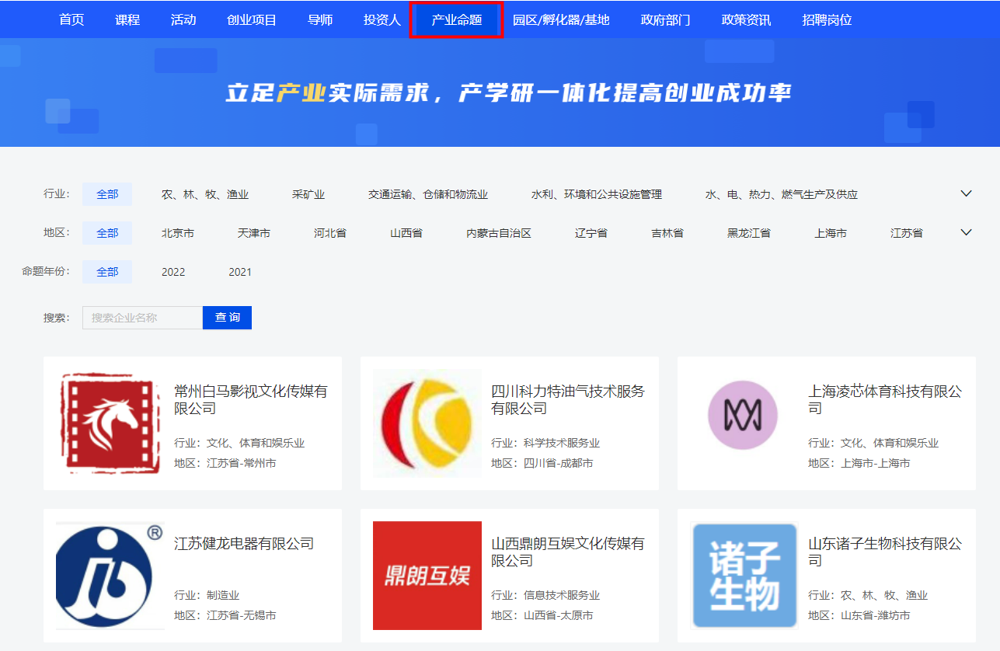 首页 课程 活动 创业项目 导师 投资人 产业命题 园区/孵化器/基地 政府部门 政策资讯 招聘岗位
立足产业实际需求，产学研一体化提高创业成功率
行业： 全部 农、林、牧、渔业 采矿业 交通运输、仓储和物流业 水利、环境和公共设施管理 水、电、热力、燃气生产及供应
地区： 全部 北京市 天津市 河北省 山西省 内蒙古自治区 辽宁省 吉林省 黑龙江省 上海市 江苏省
命题年份： 全部 2022 2021
搜索： 搜索企业名称 查 询
常州白马影视文化传媒有
限公司
行业：文化、体育和娱乐业
地区：江苏省-常州市
四川科力特油气技术服务
有限公司
行业：科学技术服务业
地区：四川省-成都市
上海凌芯体育科技有限公
司
行业：文化、体育和娱乐业
地区：上海市-上海市
®
江苏健龙电器有限公司
行业：制造业
地区：江苏省-无锡市
鼎朗互娱
山西鼎朗互娱文化传媒有
限公司
行业：信息技术服务业
地区：山西省-太原市
诸子
生物
山东诸子生物科技有限公
司
行业：农、林、牧、渔业
地区：山东省-潍坊市